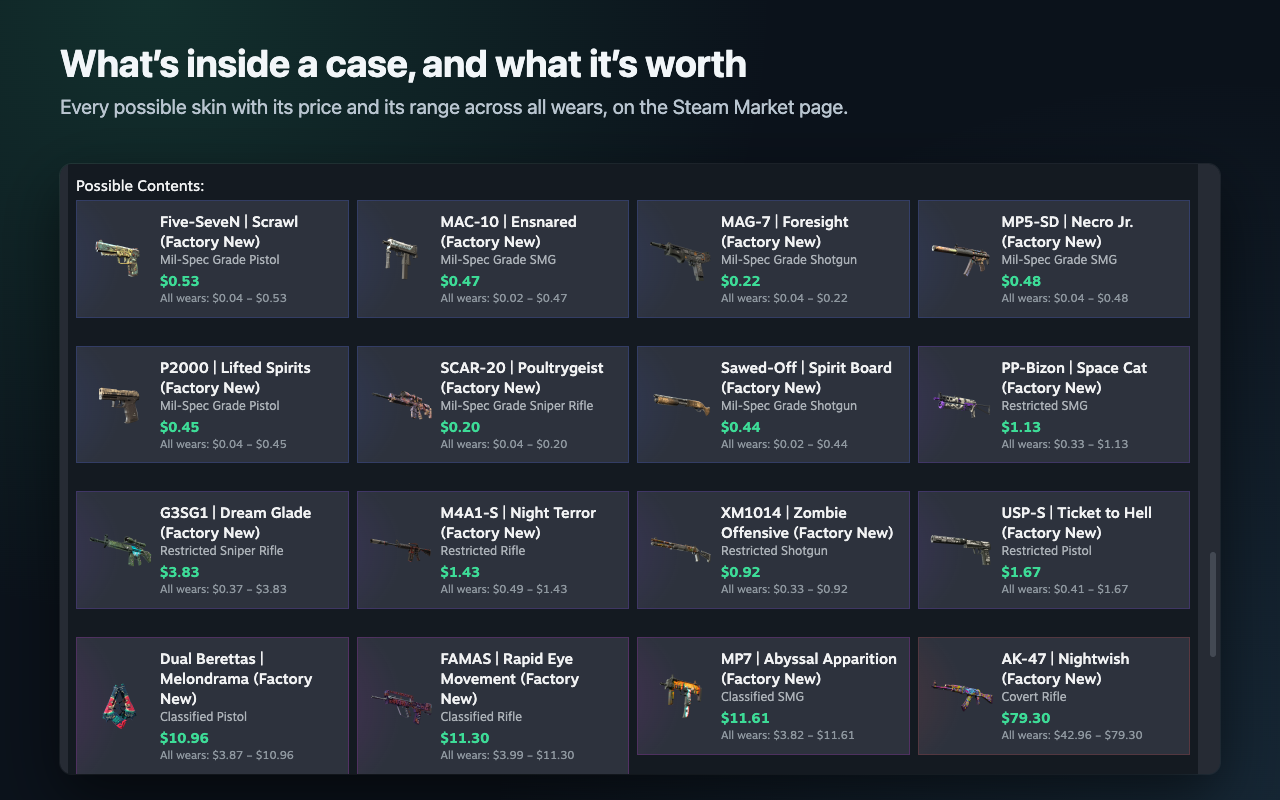 What's inside a case, and what it's worth
Every possible skin with its price and its range across all wears, on the Steam Market page.
Possible Contents:
Five-SeveN | Scrawl
(Factory New)
Mil-Spec Grade Pistol
$0.53
All wears: $0.04 – $0.53
MAC-10 | Ensnared
(Factory New)
Mil-Spec Grade SMG
$0.47
All wears: $0.02 – $0.47
MAG-7 | Foresight
(Factory New)
Mil-Spec Grade Shotgun
$0.22
All wears: $0.04 – $0.22
MP5-SD | Necro Jr.
(Factory New)
Mil-Spec Grade SMG
$0.48
All wears: $0.04 – $0.48
P2000 | Lifted Spirits
(Factory New)
Mil-Spec Grade Pistol
$0.45
All wears: $0.04 – $0.45
SCAR-20 | Poultrygeist
(Factory New)
Mil-Spec Grade Sniper Rifle
$0.20
All wears: $0.04 – $0.20
Sawed-Off | Spirit Board
(Factory New)
Mil-Spec Grade Shotgun
$0.44
All wears: $0.02 – $0.44
PP-Bizon | Space Cat
(Factory New)
Restricted SMG
$1.13
All wears: $0.33 – $1.13
G3SG1 | Dream Glade
(Factory New)
Restricted Sniper Rifle
$3.83
All wears: $0.37 – $3.83
M4A1-S | Night Terror
(Factory New)
Restricted Rifle
$1.43
All wears: $0.49 – $1.43
XM1014 | Zombie
Offensive (Factory New)
Restricted Shotgun
$0.92
All wears: $0.33 – $0.92
USP-S | Ticket to Hell
(Factory New)
Restricted Pistol
$1.67
All wears: $0.41 – $1.67
Dual Berettas |
Melondrama (Factory
New)
Classified Pistol
$10.96
All wears: $3.87 – $10.96
FAMAS | Rapid Eye
Movement (Factory
New)
Classified Rifle
$11.30
All wears: $3.99 – $11.30
MP7 | Abyssal Apparition
(Factory New)
Classified SMG
$11.61
All wears: $3.82 – $11.61
AK-47 | Nightwish
(Factory New)
Covert Rifle
$79.30
All wears: $42.96 – $79.30